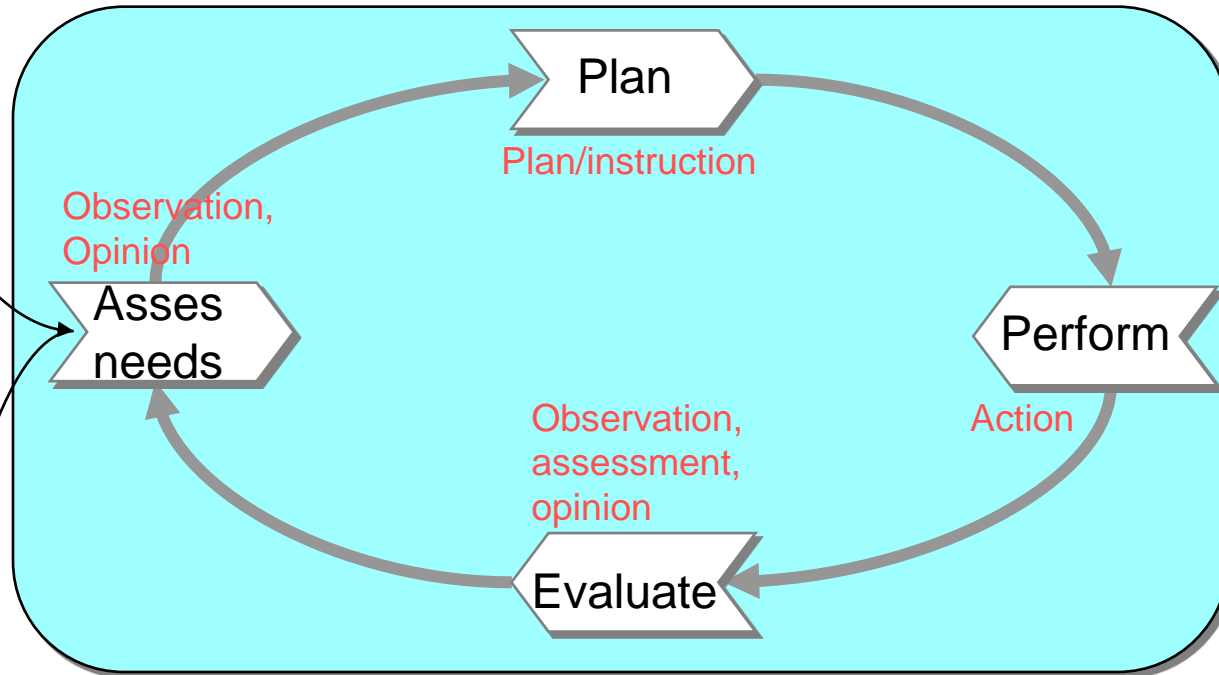 Plan
Plan/instruction
Observation,
Opinion
Asses
needs
Perform
Action
Observation,
assessment,
opinion
Evaluate